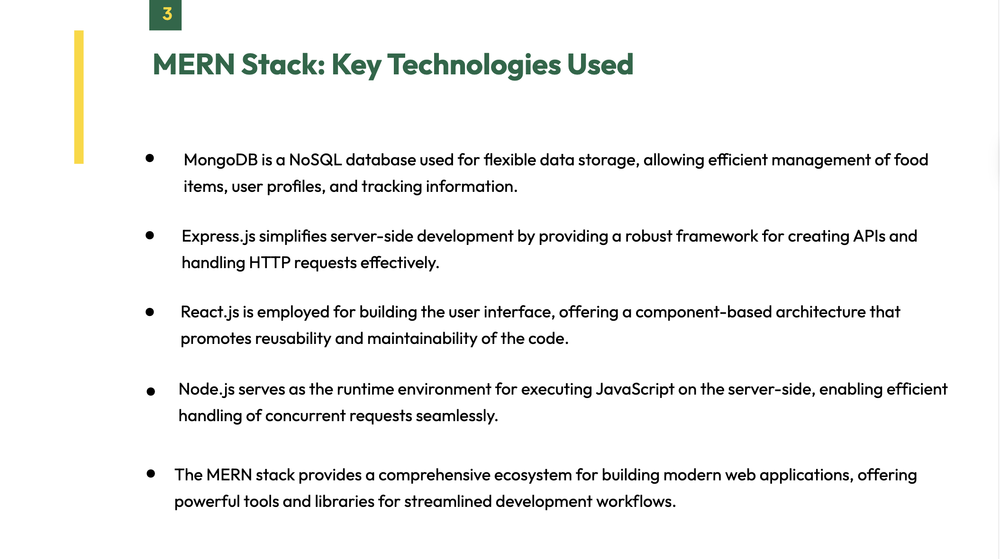 3
MERN Stack: Key Technologies Used
MongoDB is a NoSQL database used for flexible data storage, allowing efficient management of food
items, user profiles, and tracking information.
Express.js simplifies server-side development by providing a robust framework for creating APIs and
handling HTTP requests effectively.
React.js is employed for building the user interface, offering a component-based architecture that
promotes reusability and maintainability of the code.
Node.js serves as the runtime environment for executing JavaScript on the server-side, enabling efficient
handling of concurrent requests seamlessly.
The MERN stack provides a comprehensive ecosystem for building modern web applications, offering
powerful tools and libraries for streamlined development workflows.